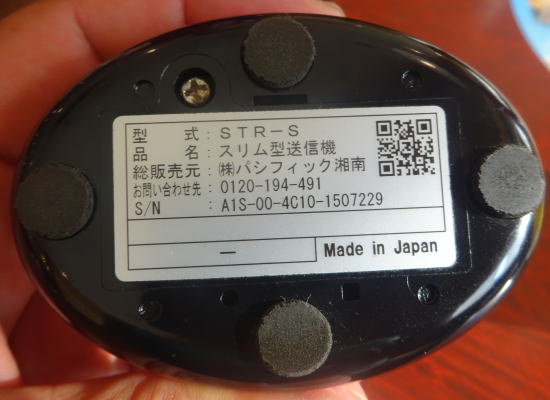 型 式 : STR-S
品 名 : スリム型送信機
総販売元 : ㈱パシフィック湘南
お問い合わせ先 : 0120-194-491
S/N : A1S-00-4C10-1507229
— Made in Japan